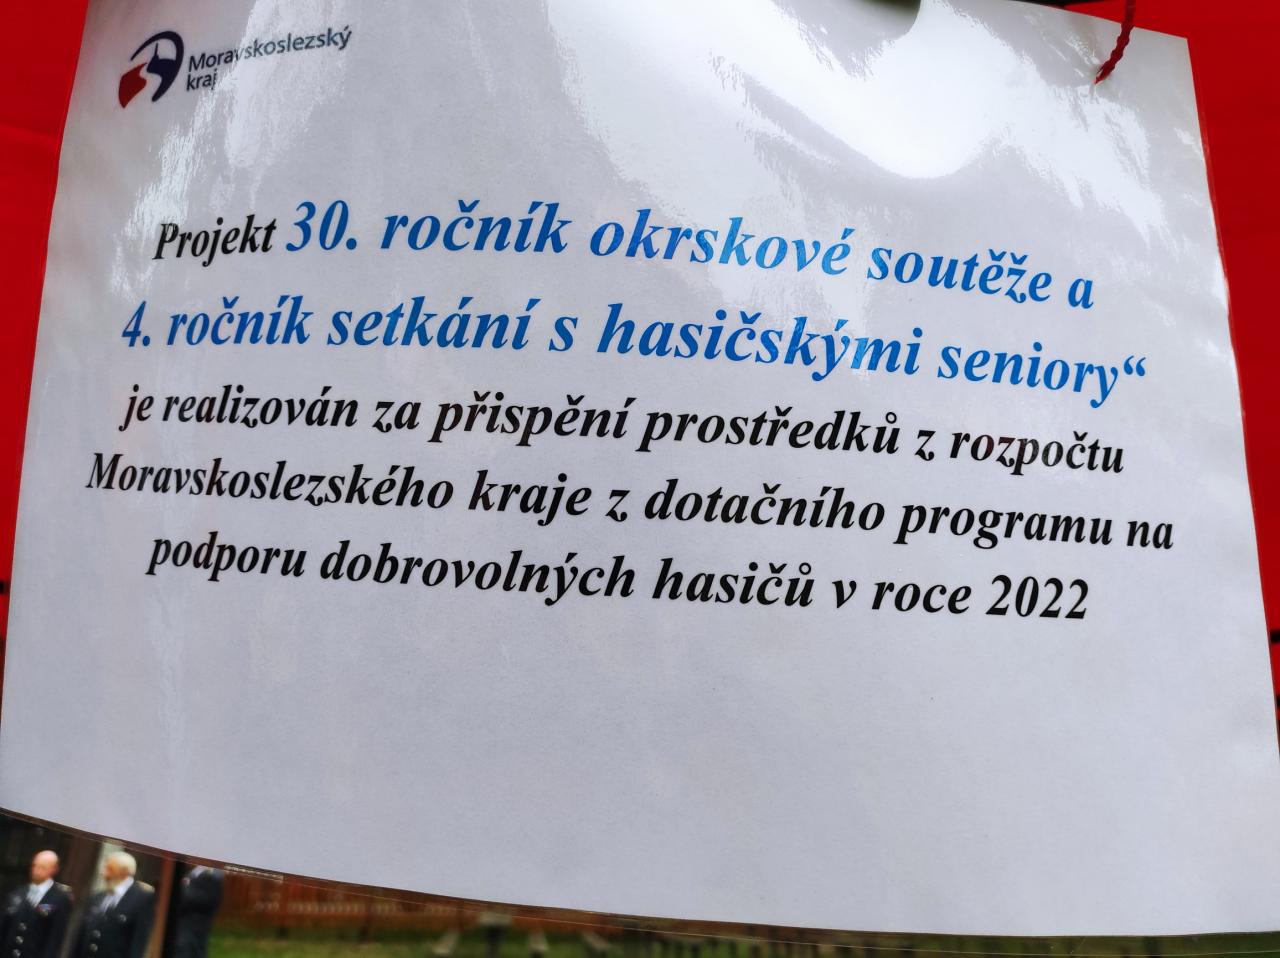 Moravskoslezský
kraj
Projekt 30. ročník okrskové soutěže a
4. ročník setkání s hasičskými seniory“
je realizován za přispění prostředků z rozpočtu
Moravskoslezského kraje z dotačního programu na
podporu dobrovolných hasičů v roce 2022